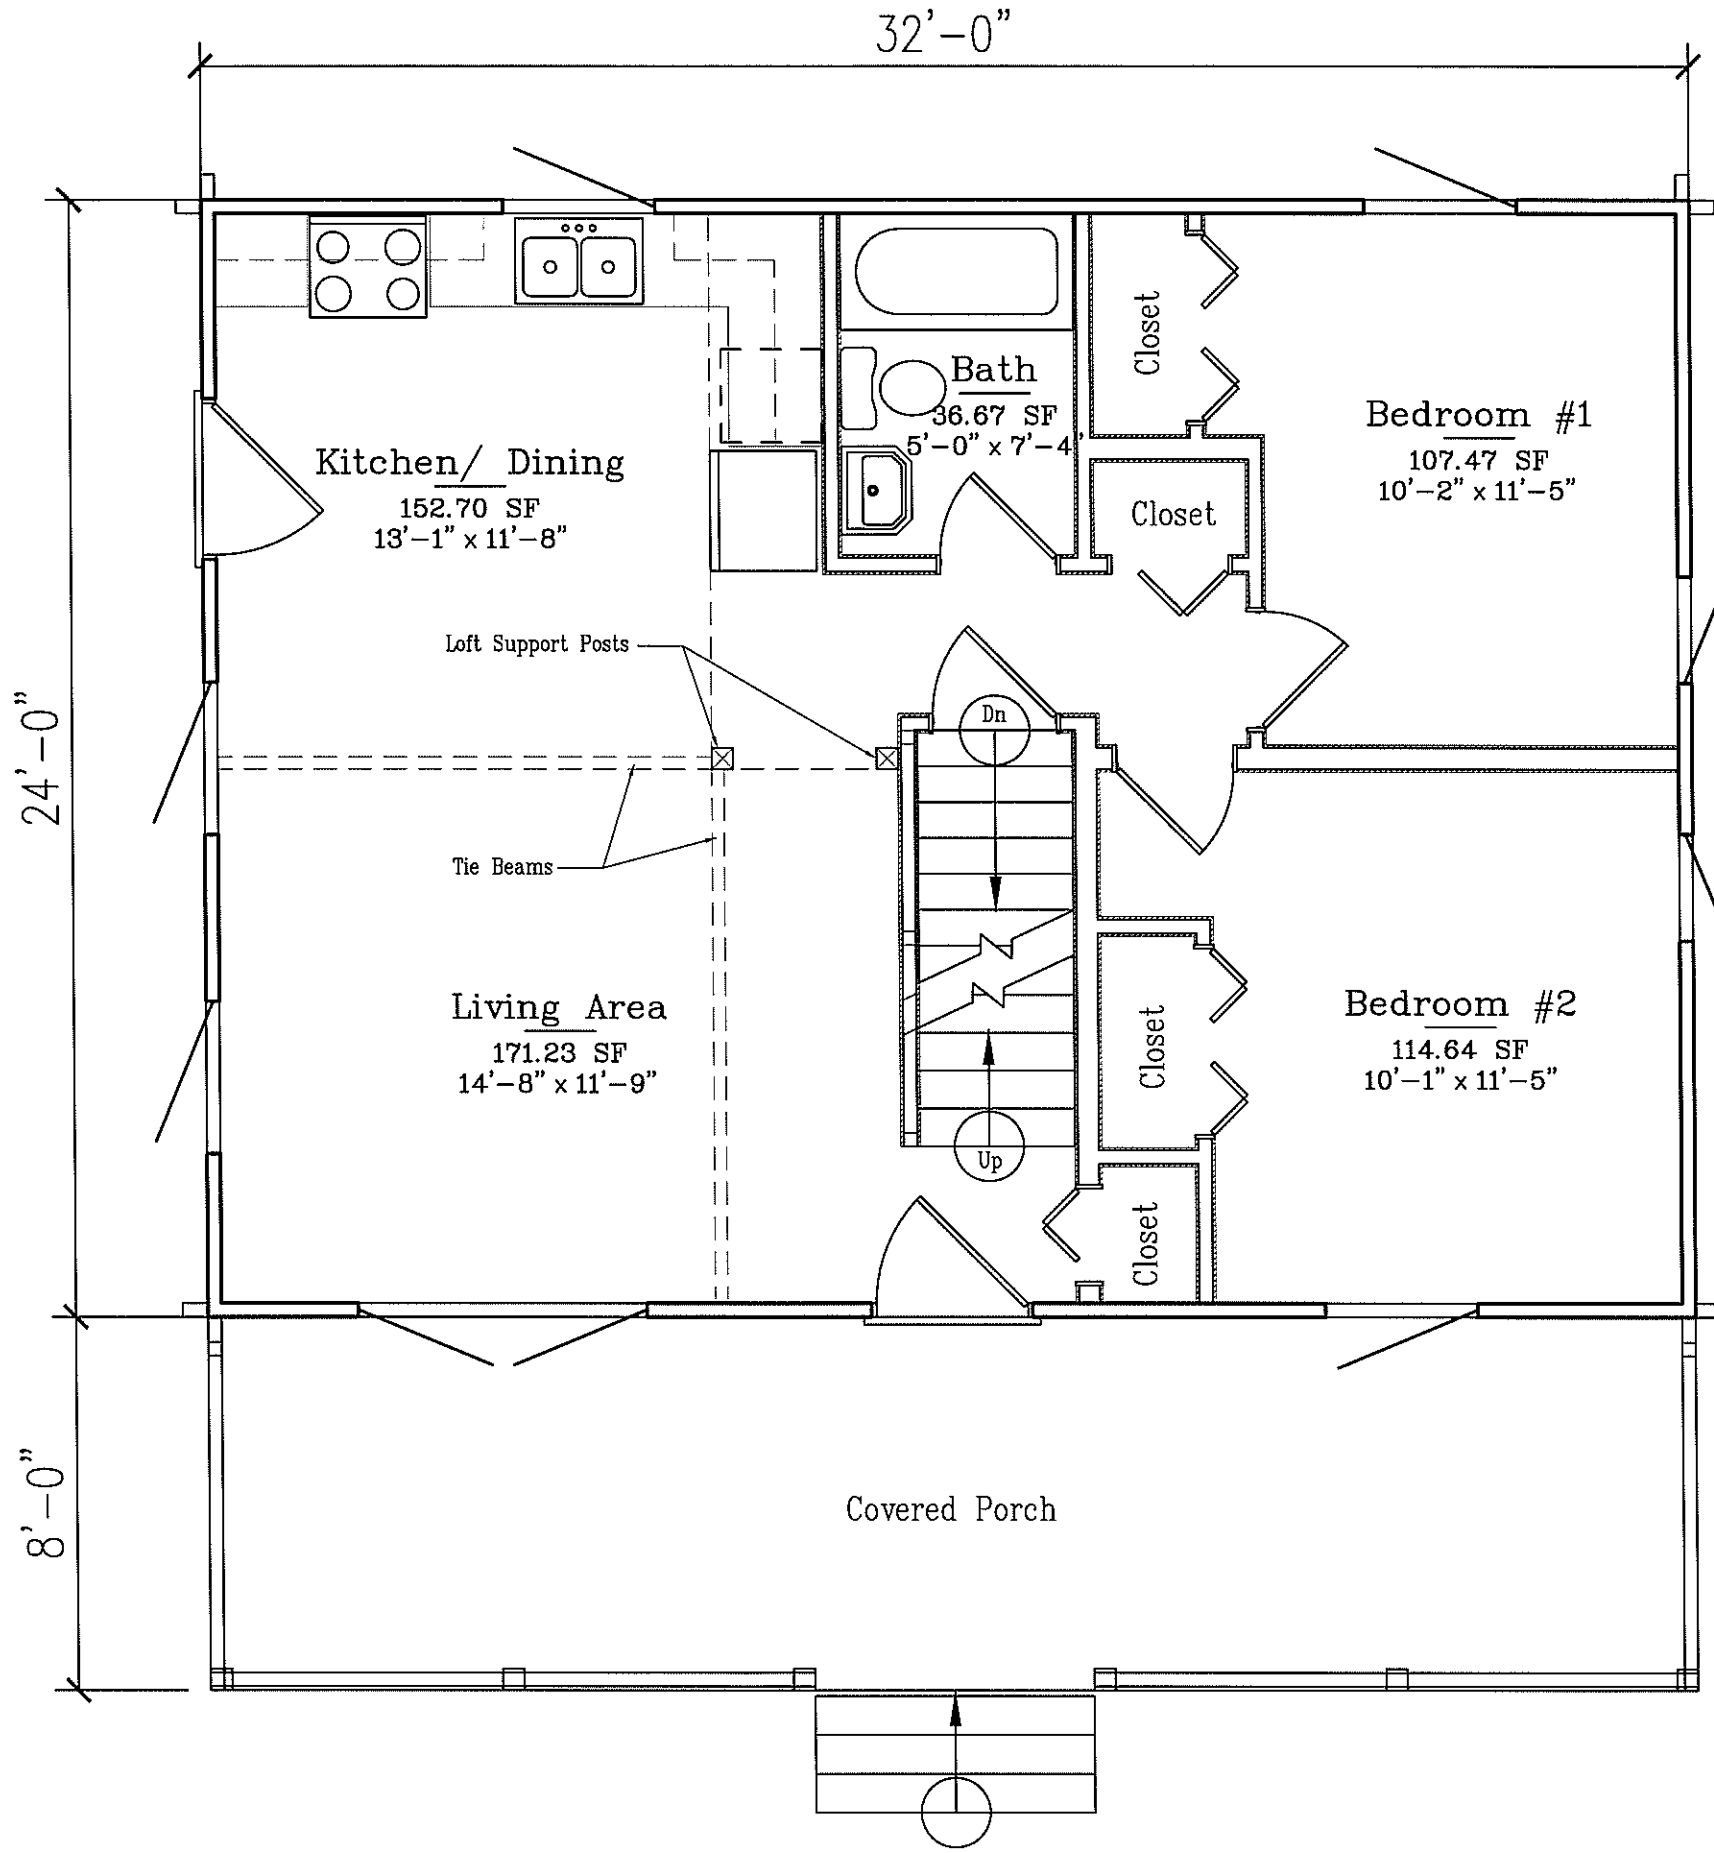 32'-0"
Closet
Bath
36.67 SF
5'-0" x 7'-4'
Bedroom #1
107.47 SF
10'-2" x 11'-5"
Kitchen/ Dining
152.70 SF
13'-1" x 11'-8"
Closet
Loft Support Posts
Dn
24'-0"
Tie Beams
Living Area
171.23 SF
14'-8" x 11'-9"
Closet
Bedroom #2
114.64 SF
10'-1" x 11'-5"
Up
Closet
8'-0"
Covered Porch